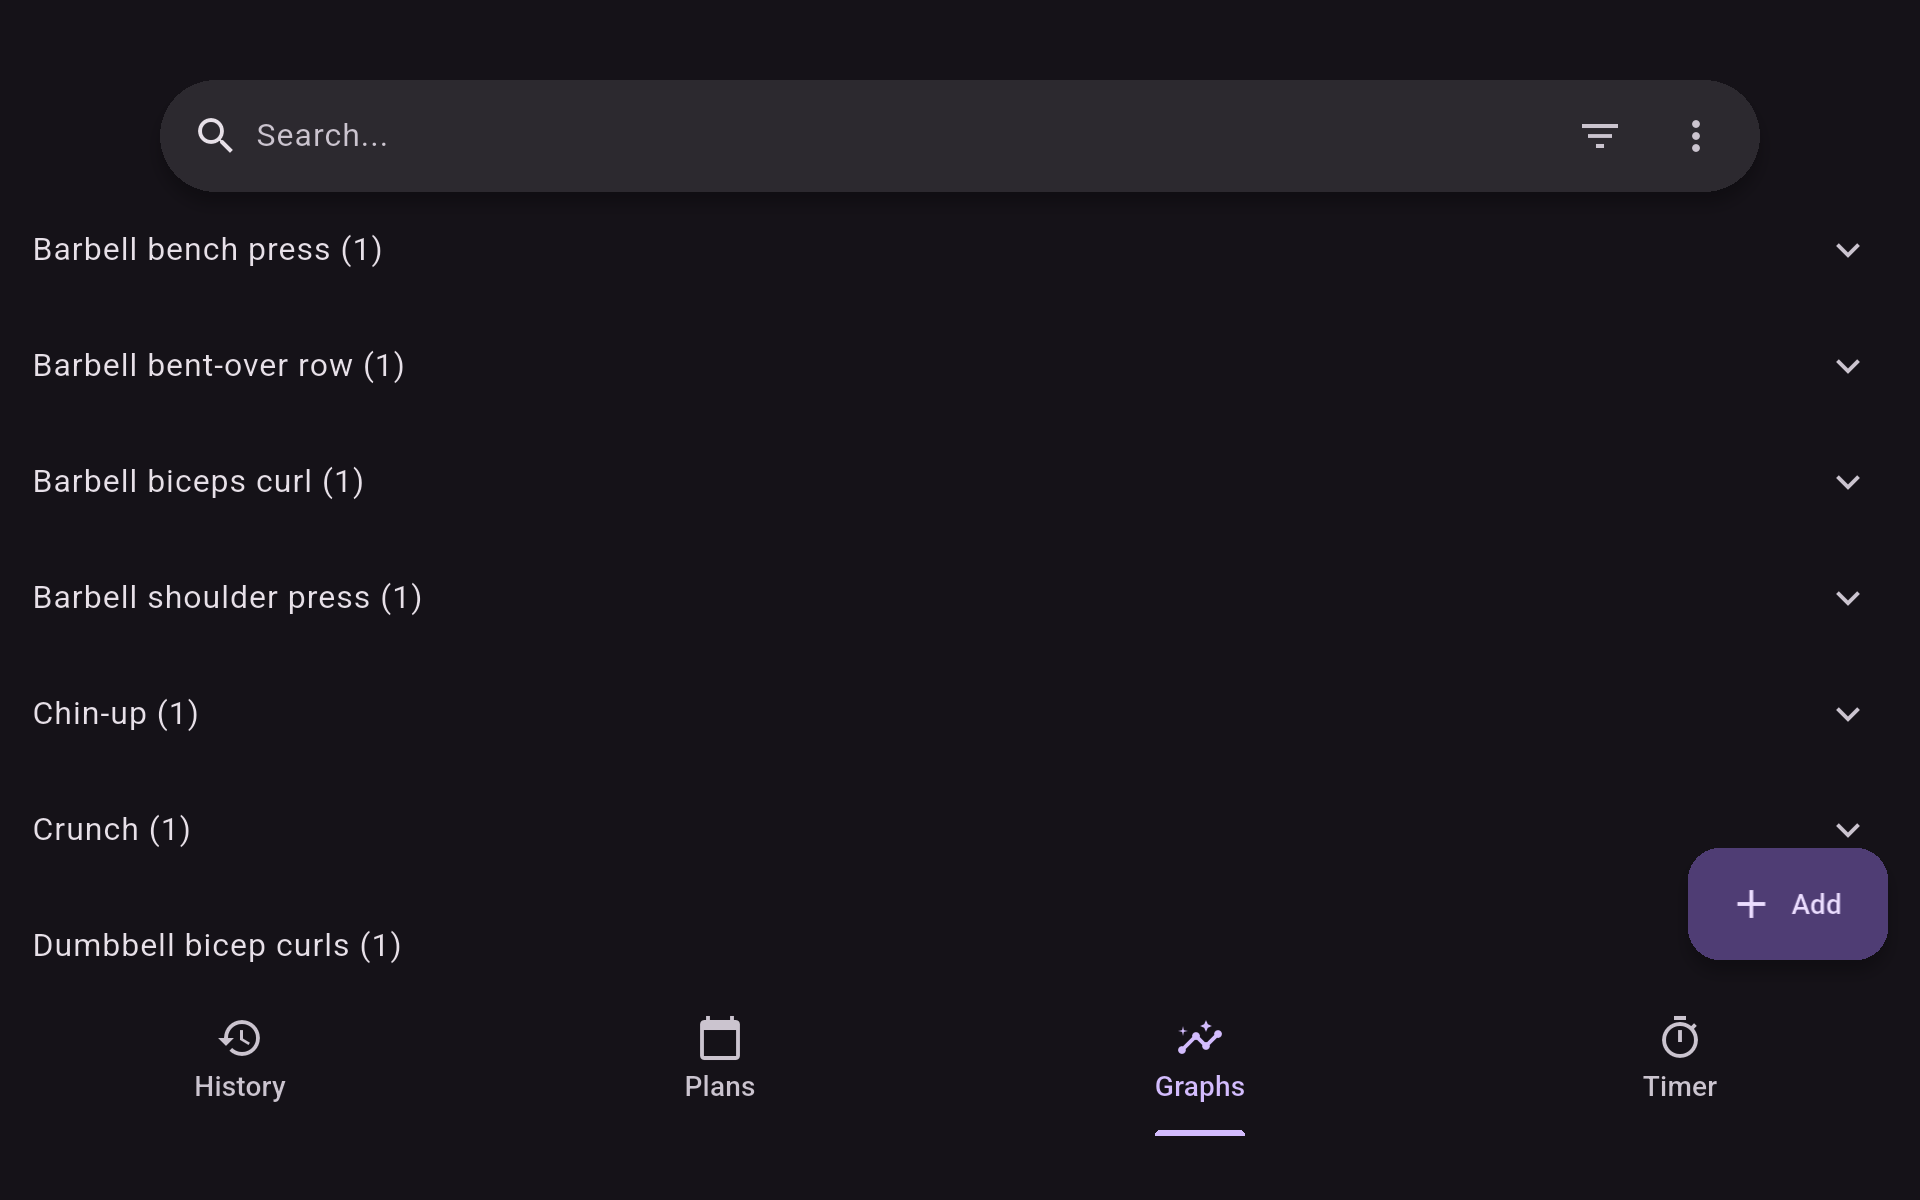 Search...
Barbell bench press (1)
Barbell bent-over row (1)
Barbell biceps curl (1)
Barbell shoulder press (1)
Chin-up (1)
Crunch (1)
Add
Dumbbell bicep curls (1)
History
Plans
Graphs
Timer